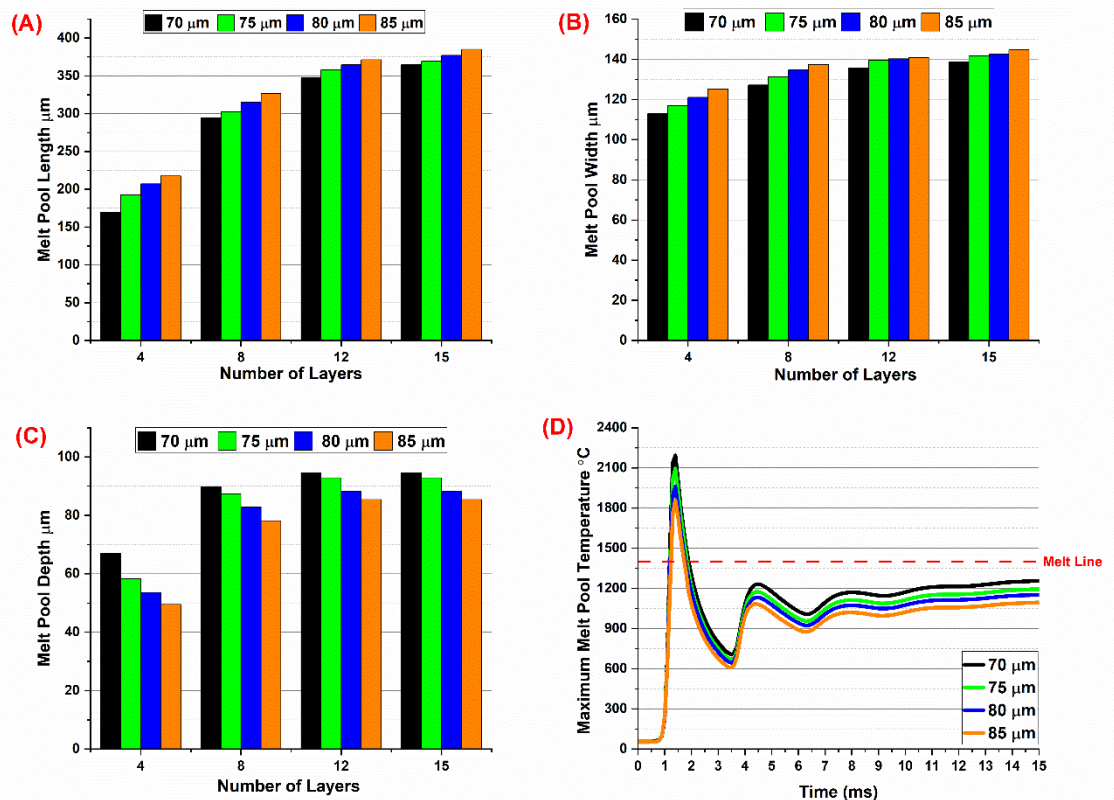 (A)
70 μm 75 μm 80 μm 85 μm
Melt Pool Length μm
400
350
300
250
200
150
100
50
0
4 8 12 15
Number of Layers
(B)
70 μm 75 μm 80 μm 85 μm
Melt Pool Width μm
160
140
120
100
80
60
40
20
0
4 8 12 15
Number of Layers
(C)
70 μm 75 μm 80 μm 85 μm
Melt Pool Depth μm
100
80
60
40
20
0
4 8 12 15
Number of Layers
(D)
Maximum Melt Pool Temperature °C
2400
2100
1800
1500
1200
900
600
300
0
Melt Line
70 μm
75 μm
80 μm
85 μm
0 1 2 3 4 5 6 7 8 9 10 11 12 13 14 15
Time (ms)